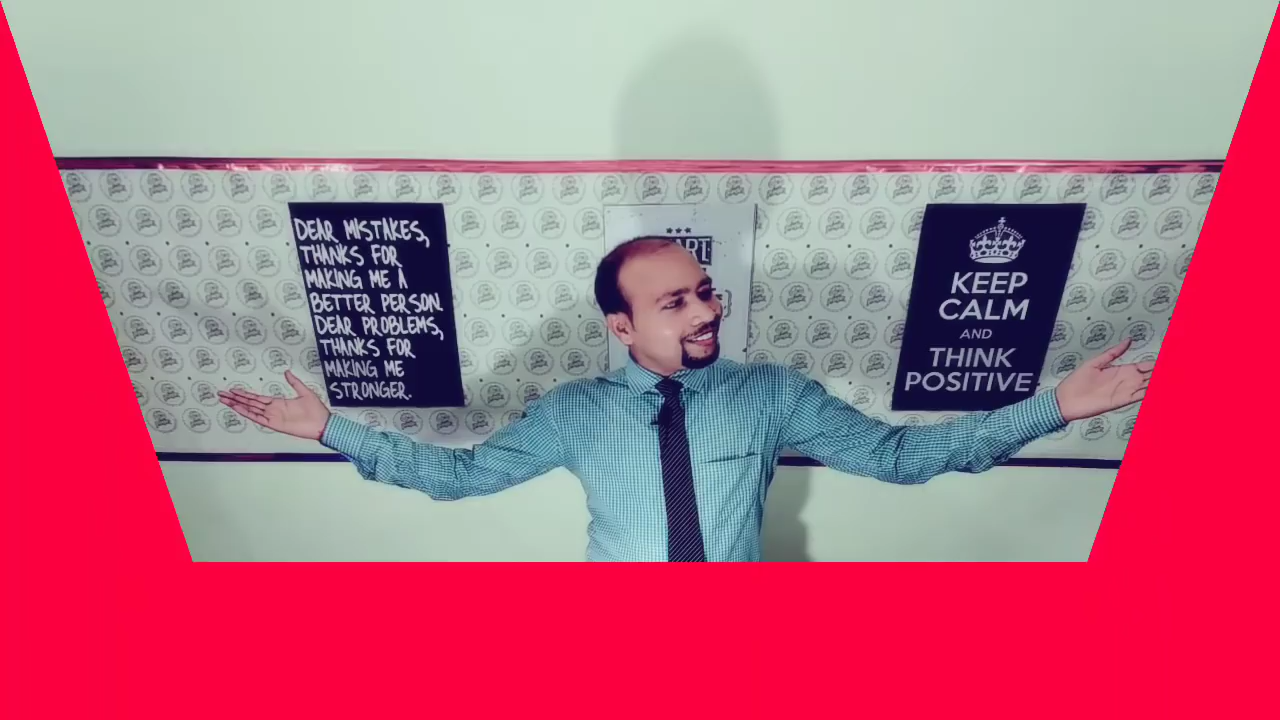 DEAR MISTAKES,
THANKS FOR
MAKING ME A
BETTER PERSON.
DEAR PROBLEMS,
THANKS FOR
MAKING ME
STRONGER.
KEEP
CALM
AND
THINK
POSITIVE